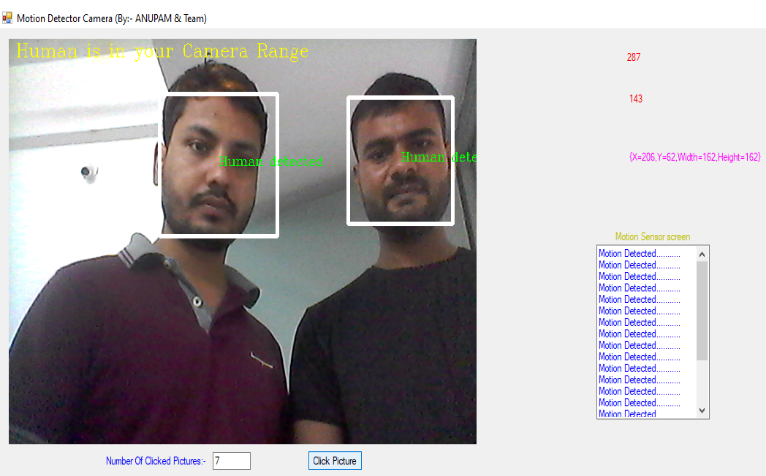 Motion Detector Camera (By:- ANUPAM & Team)
Human is in your Camera Range
287
143
{X=206,Y=62,Width=162,Height=162}
Human detector
Human dete
Motion Sensor screen
Motion Detected...........
Motion Detected...........
Motion Detected...........
Motion Detected...........
Motion Detected...........
Motion Detected...........
Motion Detected...........
Motion Detected...........
Motion Detected...........
Motion Detected...........
Motion Detected...........
Motion Detected...........
Motion Detected...........
Motion Detected...........
Motion Detected
Number Of Clicked Pictures:- 7
Click Picture